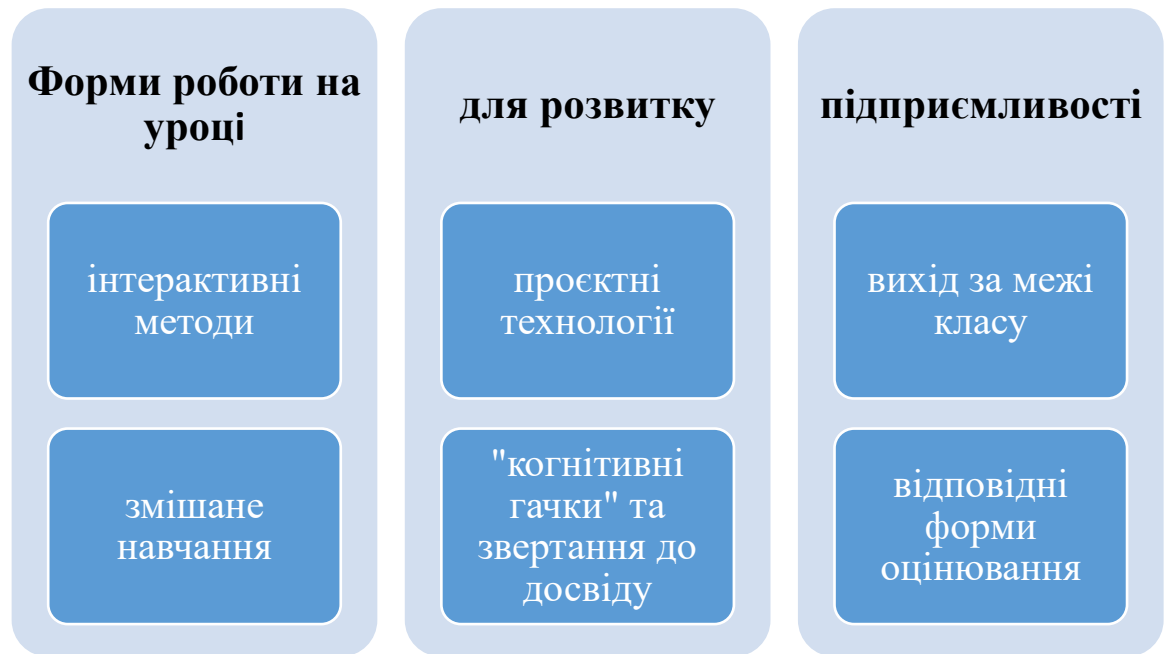 Форми роботи на
уроці
для розвитку
підприємливості
інтерактивні
методи
проєктні
технології
вихід за межі
класу
змішане
навчання
"когнітивні
гачки" та
звертання до
досвіду
відповідні
форми
оцінювання